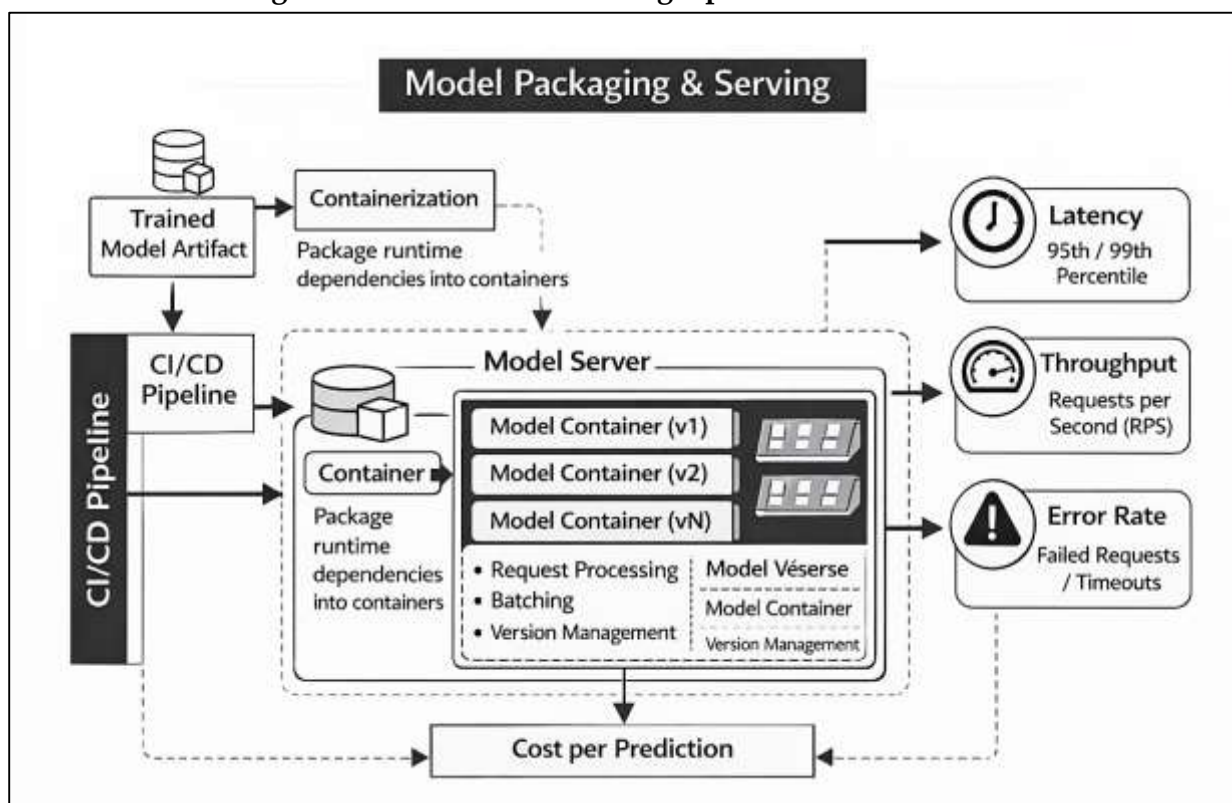 Model Packaging & Serving
Trained
Model Artifact
Containerization
Package runtime
dependencies into containers
CI/CD Pipeline
CI/CD
Pipeline
Model Server
Container
Package
runtime
dependencies
into containers
Model Container (v1)
Model Container (v2)
Model Container (vN)
• Request Processing
• Batching
• Version Management
Model Véserse
Model Container
Version Management
Latency
95th / 99th
Percentile
Throughput
Requests per
Second (RPS)
Error Rate
Failed Requests
/ Timeouts
Cost per Prediction